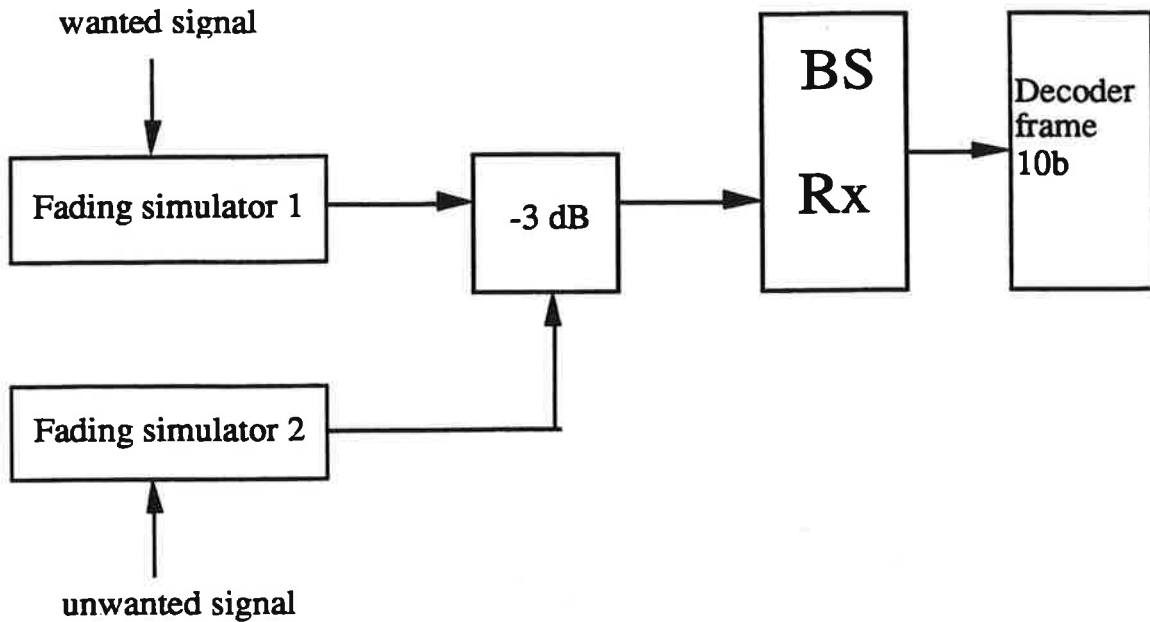 wanted signal
Fading simulator 1
-3 dB
BS
Rx
Decoder
frame
10b
Fading simulator 2
unwanted signal